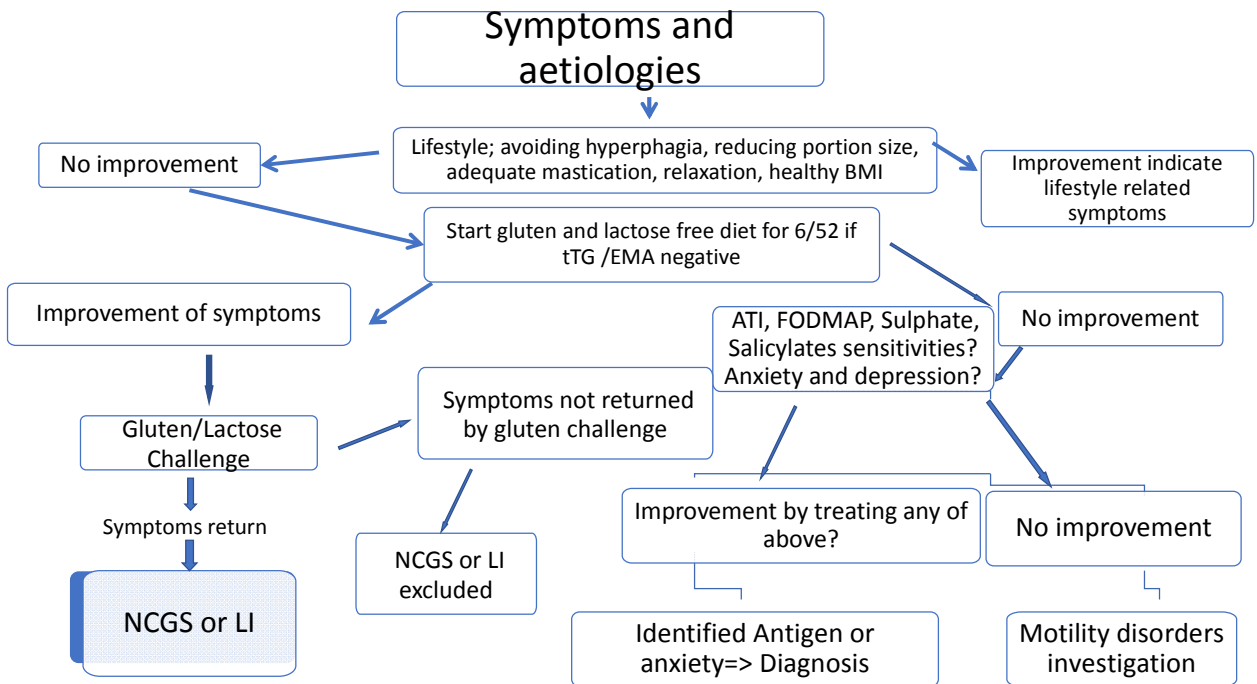 Symptoms and
aetiologies
No improvement
Lifestyle; avoiding hyperphagia, reducing portion size,
adequate mastication, relaxation, healthy BMI
Improvement indicate
lifestyle related
symptoms
Start gluten and lactose free diet for 6/52 if
tTG /EMA negative
Improvement of symptoms
ATI, FODMAP, Sulphate,
Salicylates sensitivities?
Anxiety and depression?
No improvement
Gluten/Lactose
Challenge
Symptoms not returned
by gluten challenge
Symptoms return
NCGS or LI
NCGS or LI
excluded
Improvement by treating any of
above?
No improvement
Identified Antigen or
anxiety=> Diagnosis
Motility disorders
investigation